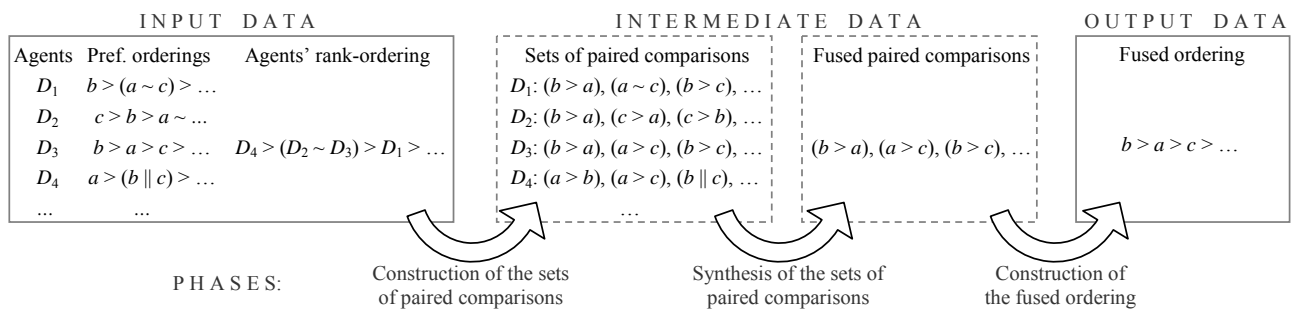 INPUT DATA INTERMEDIATE DATA OUTPUT DATA
Agents Pref. orderings Agents' rank-ordering Sets of paired comparisons Fused paired comparisons Fused ordering
D1 b > (a ~ c) > … D1: (b > a), (a ~ c), (b > c), …
D2 c > b > a ~ ... D2: (b > a), (c > a), (c > b), …
D3 b > a > c > … D4 > (D2 ~ D3) > D1 > … D3: (b > a), (a > c), (b > c), … (b > a), (a > c), (b > c), … b > a > c > …
D4 a > (b || c) > … D4: (a > b), (a > c), (b || c), …
... ... …
PHASES: Construction of the sets Synthesis of the sets of Construction of
of paired comparisons paired comparisons the fused ordering